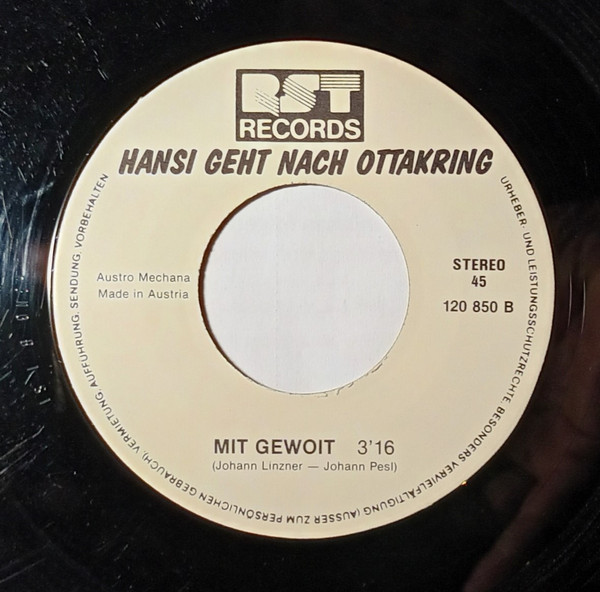 RST
RECORDS
HANSI GEHT NACH OTTAKRING
Austro Mechana
Made in Austria
STEREO
45
120 850 B
MIT GEWOIT 3'16
(Johann Linzner — Johann Pesl)
URHEBER- UND LEISTUNGSSCHUTZRECHTE, BESONDERS VERVIELFÄLTIGUNG (AUSSER ZUM PERSÖNLICHEN GEBRAUCH), VERMIETUNG, AUFFÜHRUNG, SENDUNG, VORBEHALTEN